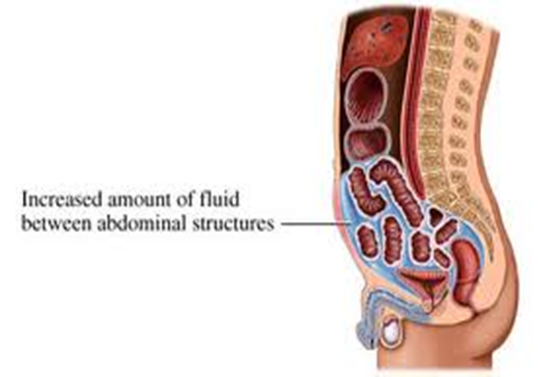 Increased amount of fluid
between abdominal structures